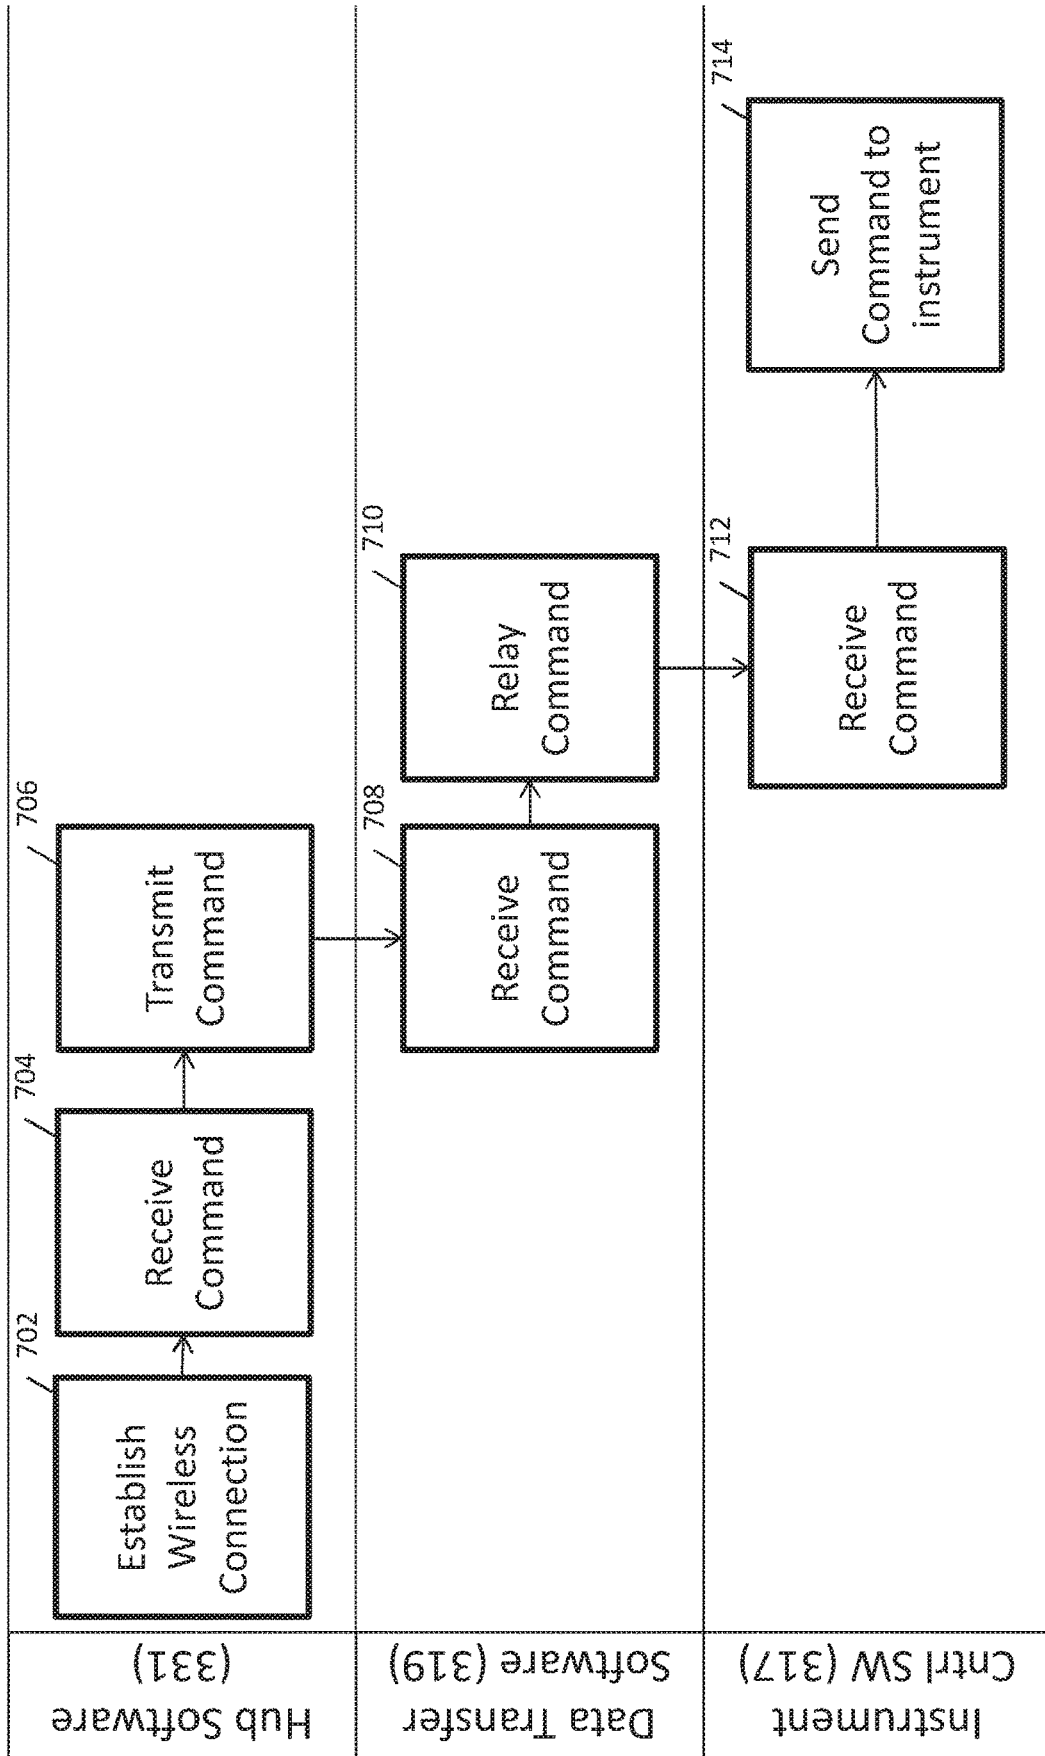 Hub Software
(331)
702
Establish
Wireless
Connection
704
Receive
Command
706
Transmit
Command
Data Transfer
Software (319)
708
Receive
Command
710
Relay
Command
Instrument
Cntrl SW (317)
712
Receive
Command
714
Send
Command to
instrument